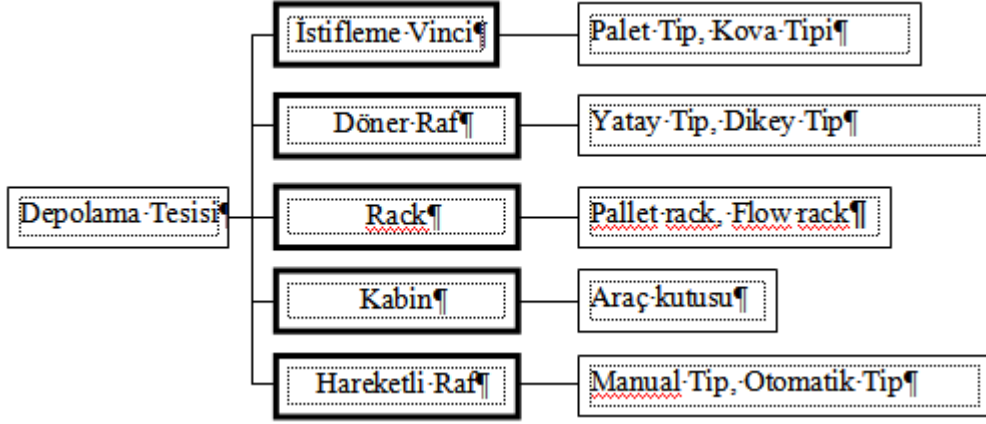 İstifleme Vinci¶
Palet Tip, Kova Tipi¶
Döner Raf¶
Yatay Tip, Dikey Tip¶
Depolama Tesisi¶
Rack¶
Pallet rack, Flow rack¶
Kabin¶
Araç kutusu¶
Hareketli Raf¶
Manual Tip, Otomatik Tip¶